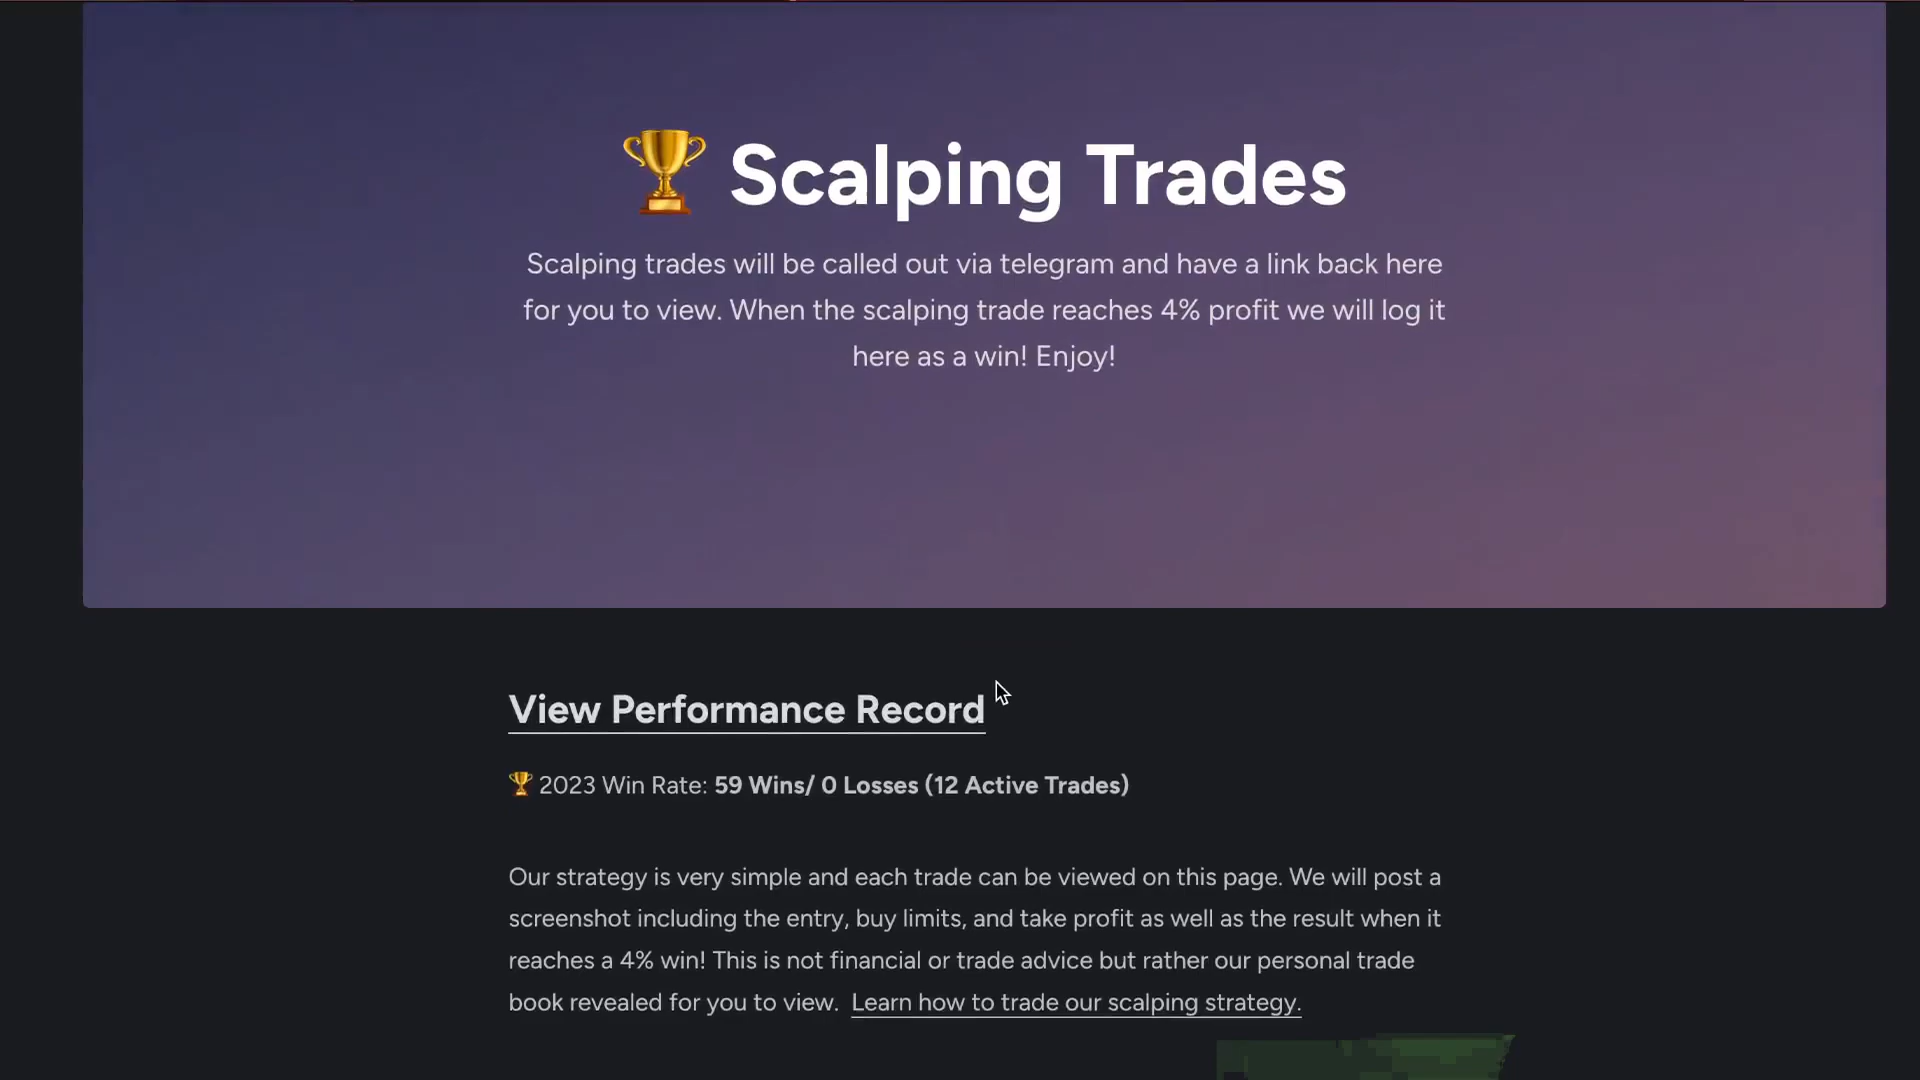 🏆 Scalping Trades
Scalping trades will be called out via telegram and have a link back here
for you to view. When the scalping trade reaches 4% profit we will log it
here as a win! Enjoy!
View Performance Record
🏆 2023 Win Rate: 59 Wins/ 0 Losses (12 Active Trades)
Our strategy is very simple and each trade can be viewed on this page. We will post a
screenshot including the entry, buy limits, and take profit as well as the result when it
reaches a 4% win! This is not financial or trade advice but rather our personal trade
book revealed for you to view.  Learn how to trade our scalping strategy.